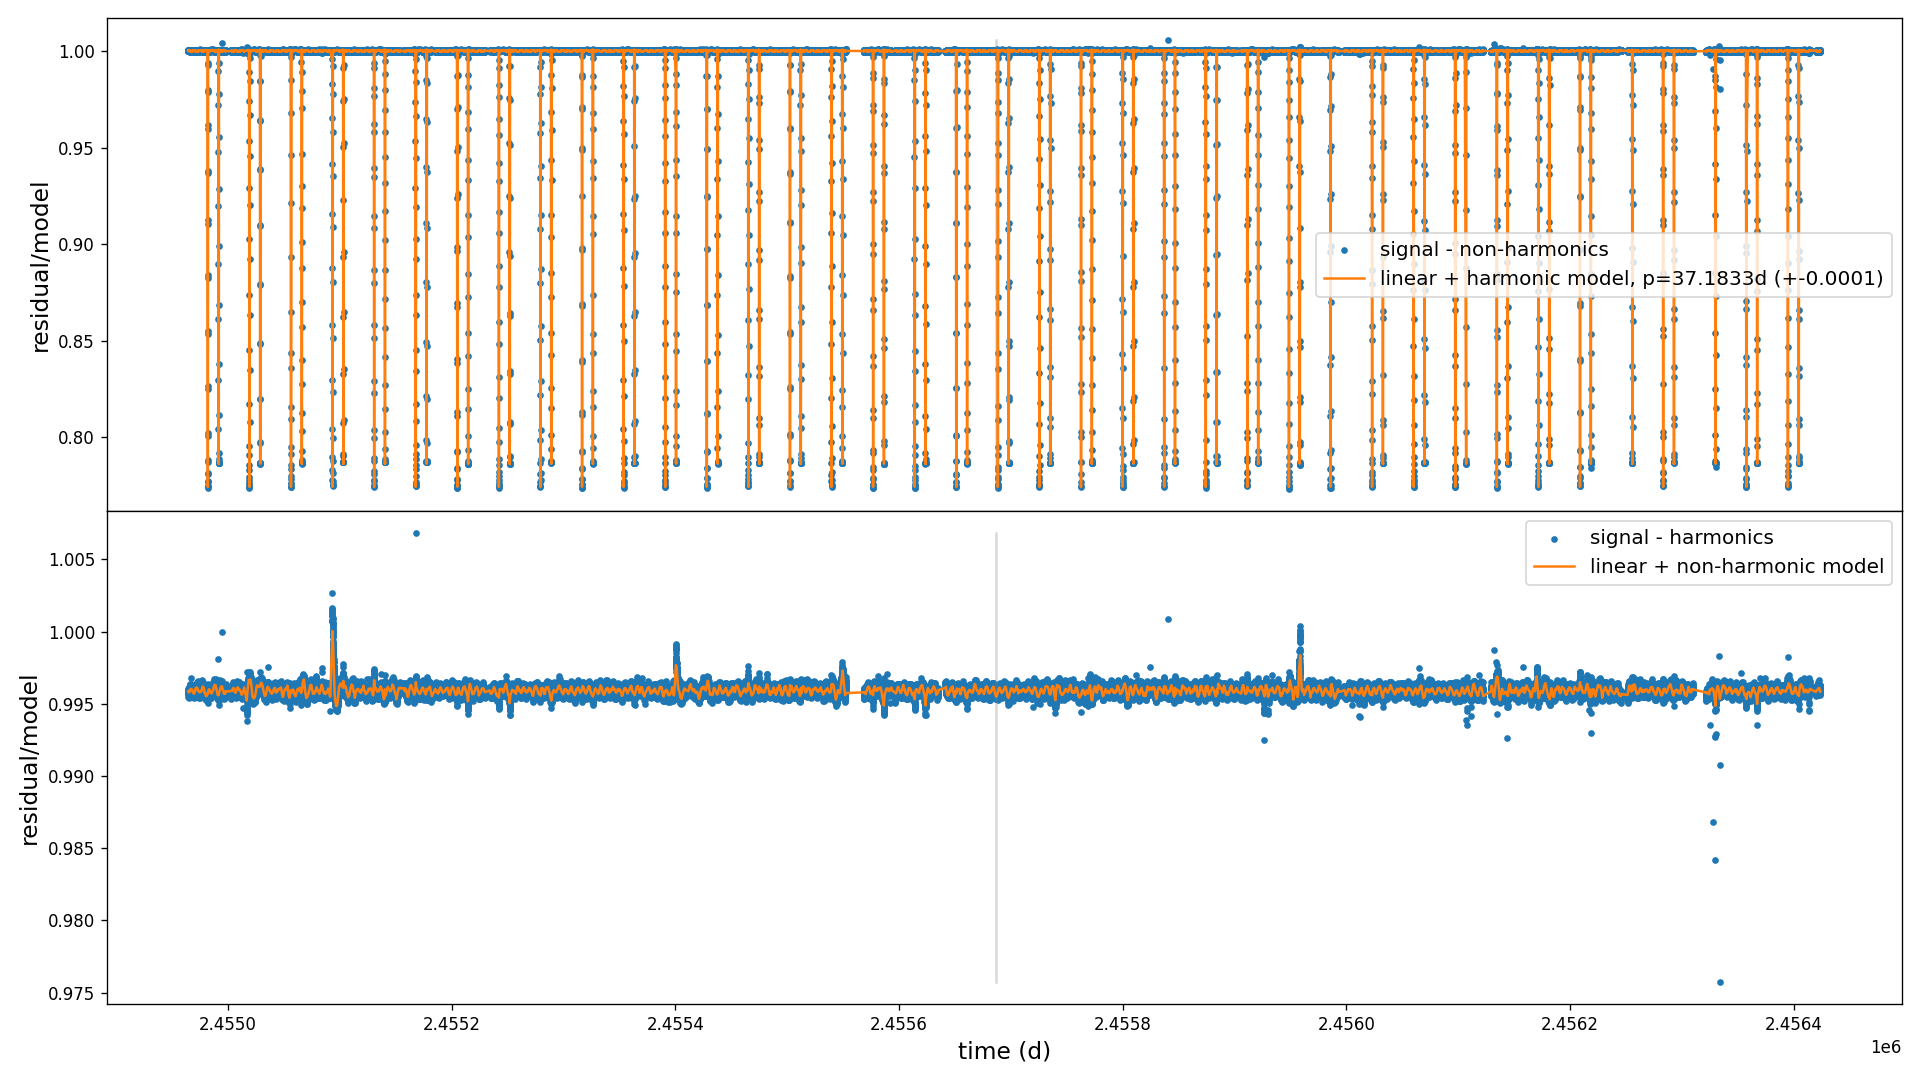 1.00
0.95
0.90
0.85
0.80
residual/model
signal - non-harmonics
linear + harmonic model, p=37.1833d (+-0.0001)
1.005
1.000
0.995
0.990
0.985
0.980
0.975
residual/model
signal - harmonics
linear + non-harmonic model
2.4550 2.4552 2.4554 2.4556 2.4558 2.4560 2.4562 2.4564
1e6
time (d)